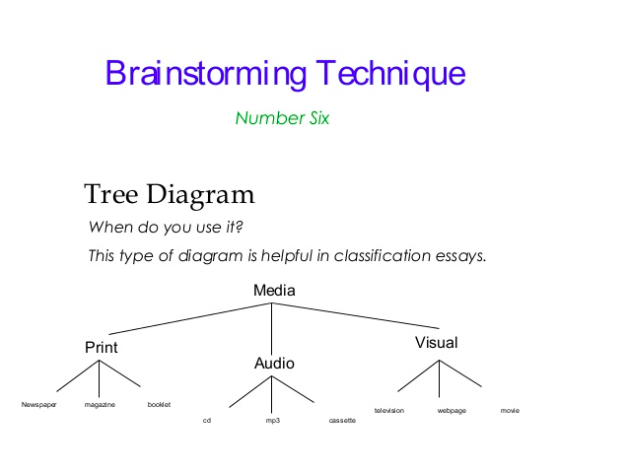 Brainstorming Technique
Number Six
Tree Diagram
When do you use it?
This type of diagram is helpful in classification essays.
Media
Print
Audio
Visual
Newspaper magazine booklet
cd mp3 cassette
television webpage movie